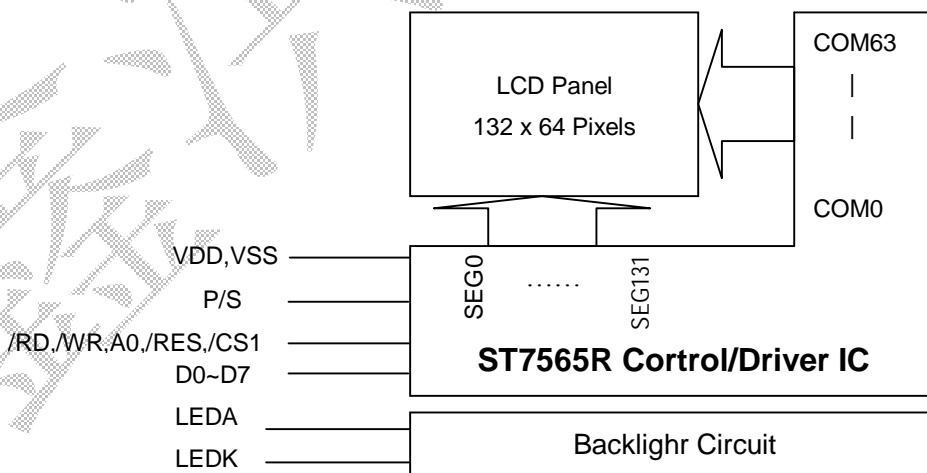 COM63
|
|
COM0
LCD Panel
132 x 64 Pixels
SEG0
......
SEG131
VDD,VSS
P/S
/RD,/WR,A0,/RES,/CS1
D0~D7
ST7565R Cortrol/Driver IC
LEDA
LEDK
Backlighr Circuit